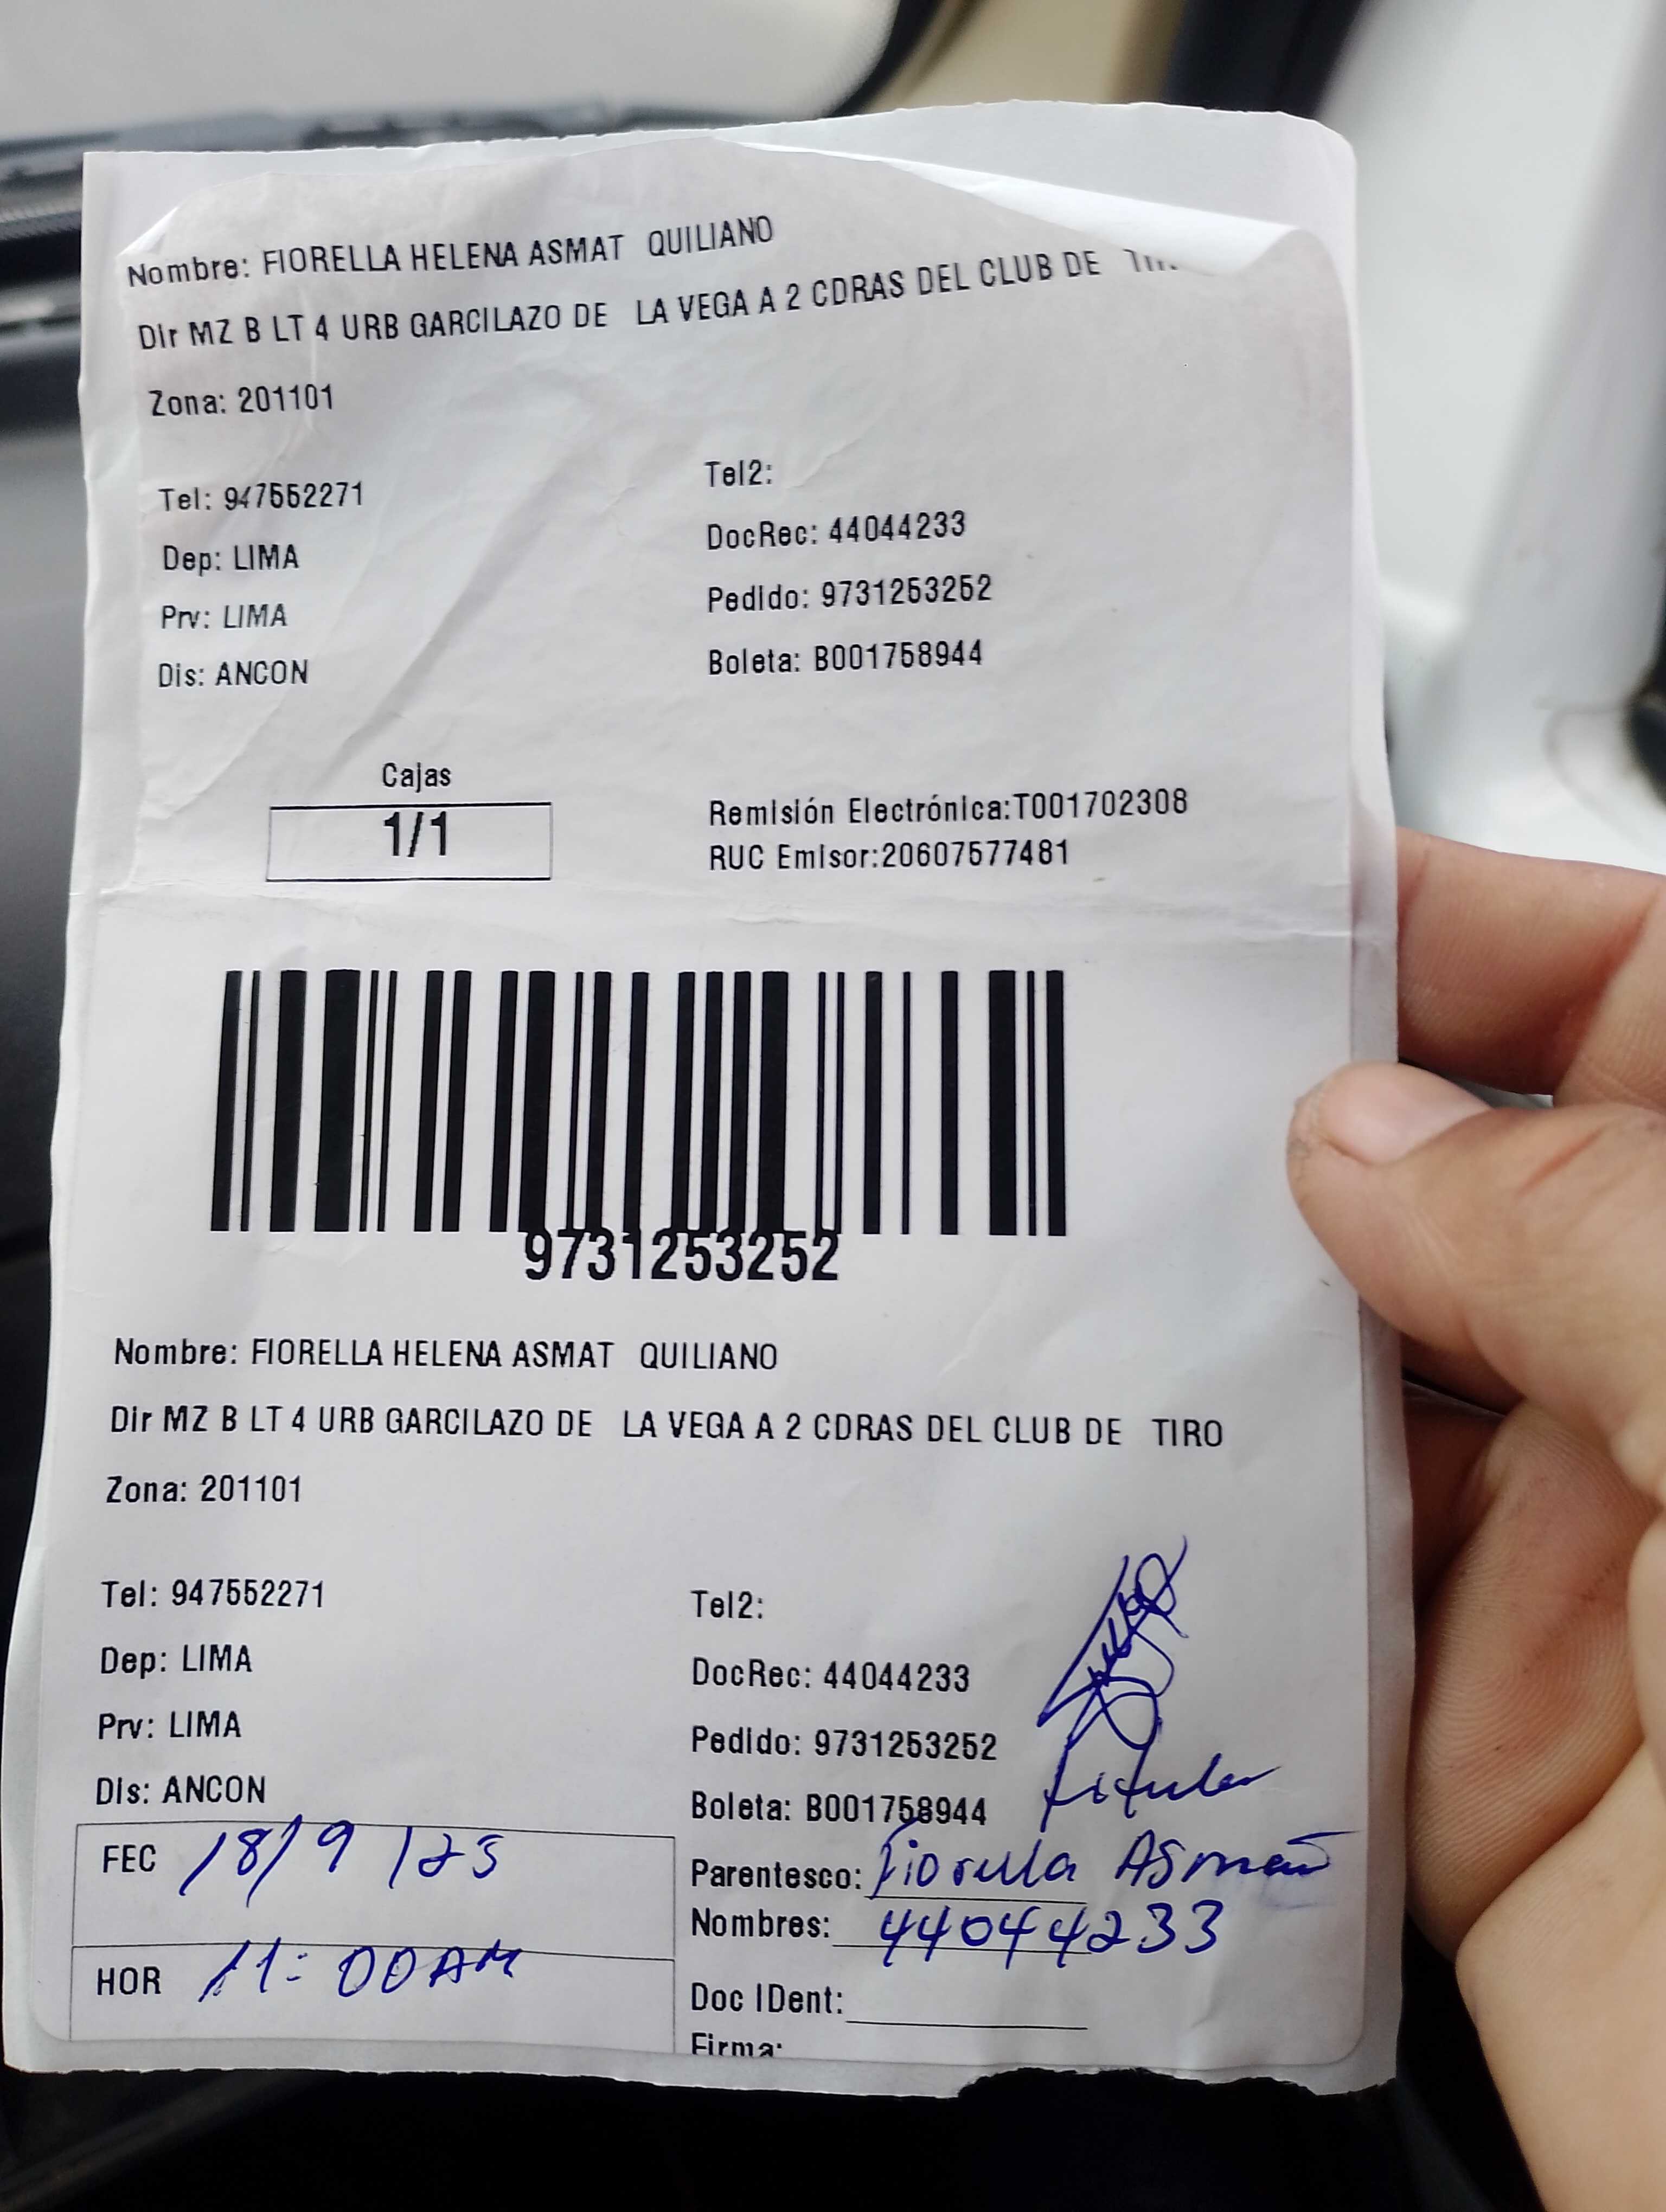 Nombre: FIORELLA HELENA ASMAT QUILIANO
Dir MZ B LT 4 URB GARCILAZO DE LA VEGA A 2 CDRAS DEL CLUB DE
Zona: 201101
Tel: 947552271
Tel2:
Dep: LIMA
DocRec: 44044233
Prv: LIMA
Pedido: 9731253252
Dis: ANCON
Boleta: B001758944
Cajas
1/1
Remisión Electrónica:T001702308
RUC Emisor:20607577481
9731253252
Nombre: FIORELLA HELENA ASMAT QUILIANO
Dir MZ B LT 4 URB GARCILAZO DE LA VEGA A 2 CDRAS DEL CLUB DE TIRO
Zona: 201101
Tel: 947552271
Tel2:
Dep: LIMA
DocRec: 44044233
Prv: LIMA
Pedido: 9731253252
Dis: ANCON
Boleta: B001758944
titular
FEC 18/9/25
Parentesco: Fiorella Asmat
Nombres: 44044233
HOR 11:00AM
Doc IDent:
Firma: